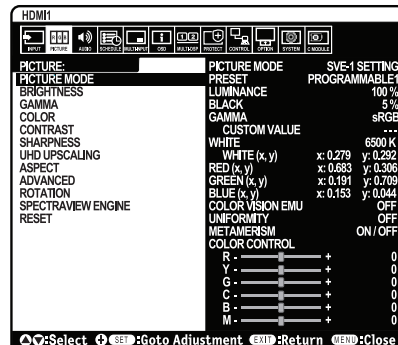 HDMI1
INPUT PICTURE AUDIO SCHEDULE MULTI-INPUT OSD MULTI-DSP PROTECT CONTROL OPTION SYSTEM C MODULE
PICTURE:
PICTURE MODE
BRIGHTNESS
GAMMA
COLOR
CONTRAST
SHARPNESS
UHD UPSCALING
ASPECT
ADVANCED
ROTATION
SPECTRAVIEW ENGINE
RESET
PICTURE MODE SVE-1 SETTING
PRESET PROGRAMMABLE1
LUMINANCE 100 %
BLACK 5 %
GAMMA sRGB
CUSTOM VALUE ---
WHITE 6500 K
WHITE (x, y) x: 0.279 y: 0.292
RED (x, y) x: 0.683 y: 0.306
GREEN (x, y) x: 0.191 y: 0.709
BLUE (x, y) x: 0.153 y: 0.044
COLOR VISION EMU OFF
UNIFORMITY OFF
METAMERISM ON / OFF
COLOR CONTROL
R - + 0
Y - + 0
G - + 0
C - + 0
B - + 0
M - + 0
:Select SET :Goto Adjustment EXIT :Return MENU :Close